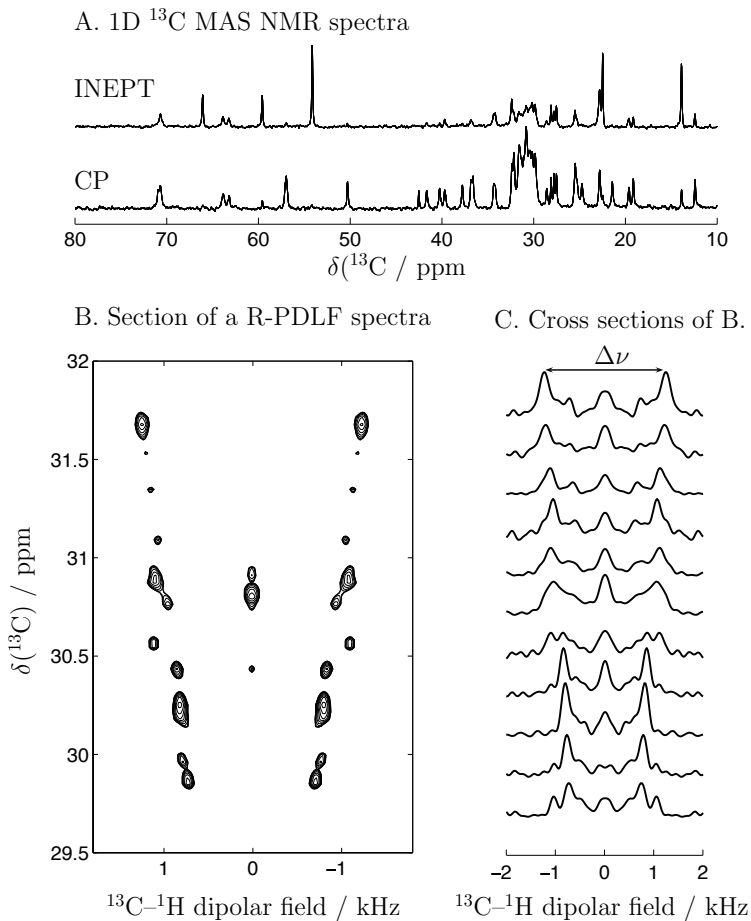 A. 1D ¹³C MAS NMR spectra
INEPT
CP
80 70 60 50 40 30 20 10
δ(¹³C / ppm
B. Section of a R-PDLF spectra
C. Cross sections of B.
32
31.5
31
30.5
30
29.5
δ(¹³C) / ppm
1 0 −1
¹³C–¹H dipolar field / kHz
Δν
−2 −1 0 1 2
¹³C–¹H dipolar field / kHz